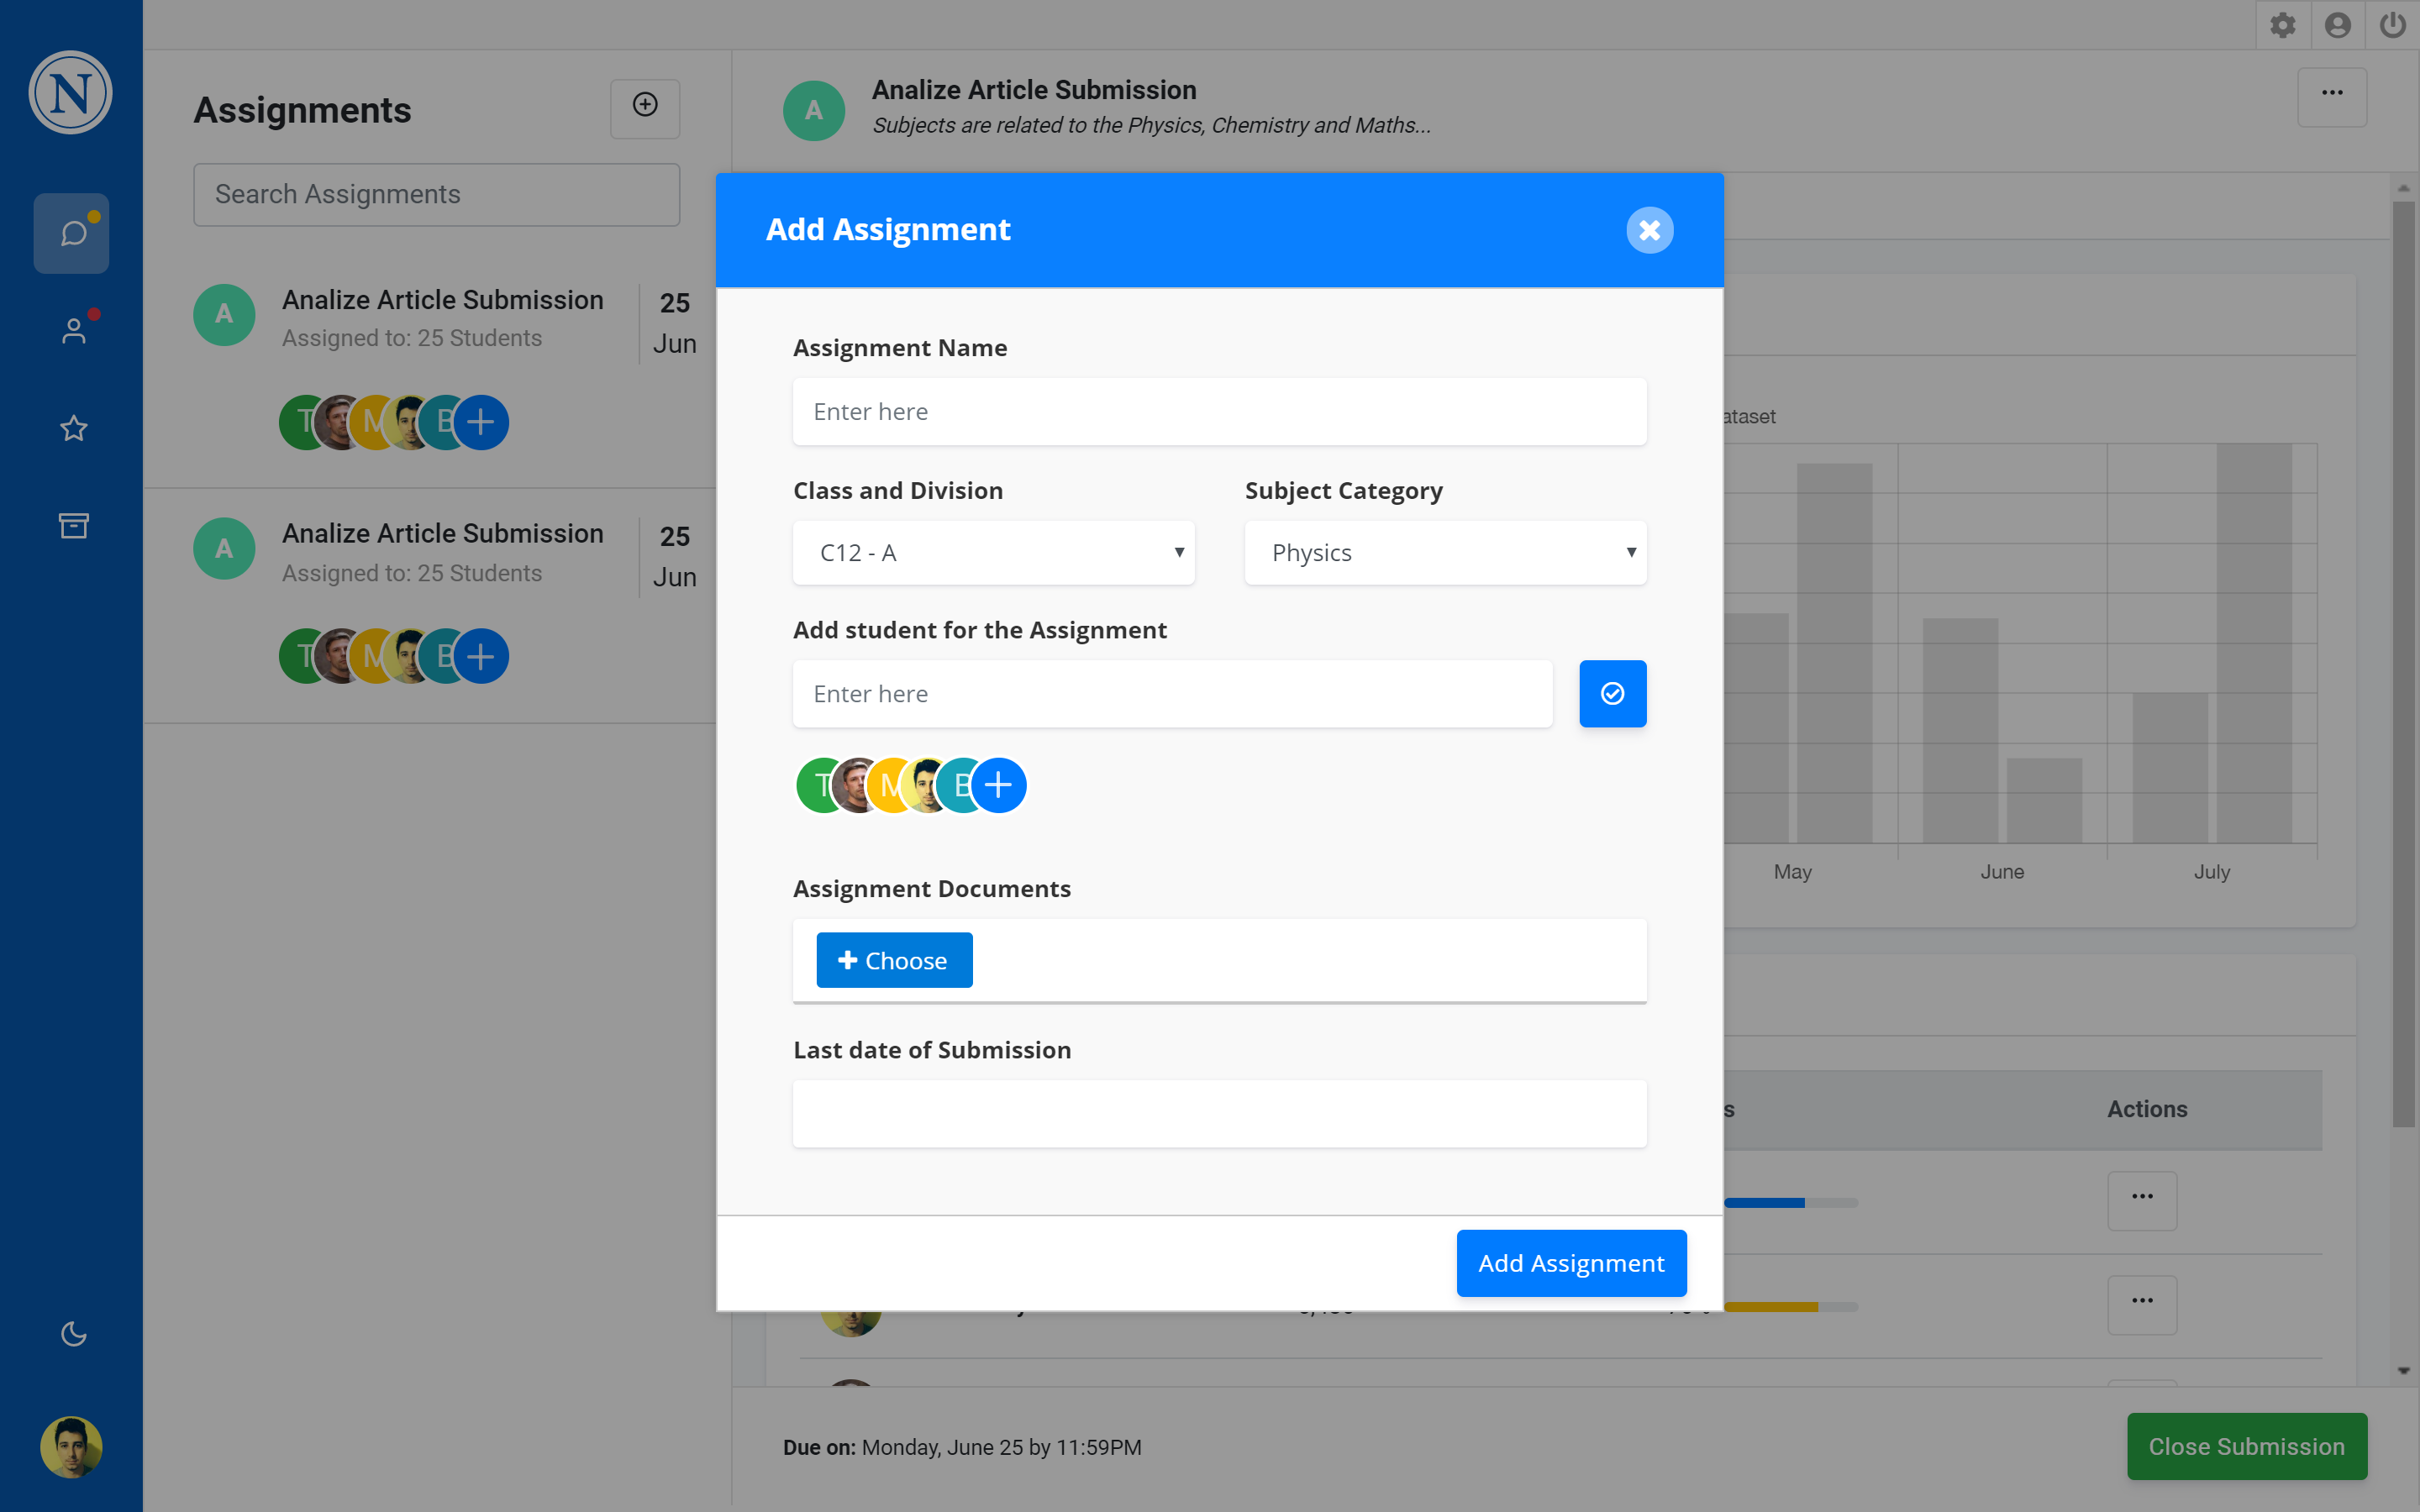 N
Assignments
Search Assignments
A
Analize Article Submission
Assigned to: 25 Students
25
Jun
T
M
B
A
Analize Article Submission
Assigned to: 25 Students
25
Jun
T
M
B
A
Analize Article Submission
Subjects are related to the Physics, Chemistry and Maths...
Add Assignment
Assignment Name
Enter here
Class and Division
Subject Category
C12 - A
Physics
Add student for the Assignment
Enter here
T
M
B
Assignment Documents
Choose
Last date of Submission
Add Assignment
ataset
May
June
July
s
Actions
Due on: Monday, June 25 by 11:59PM
Close Submission